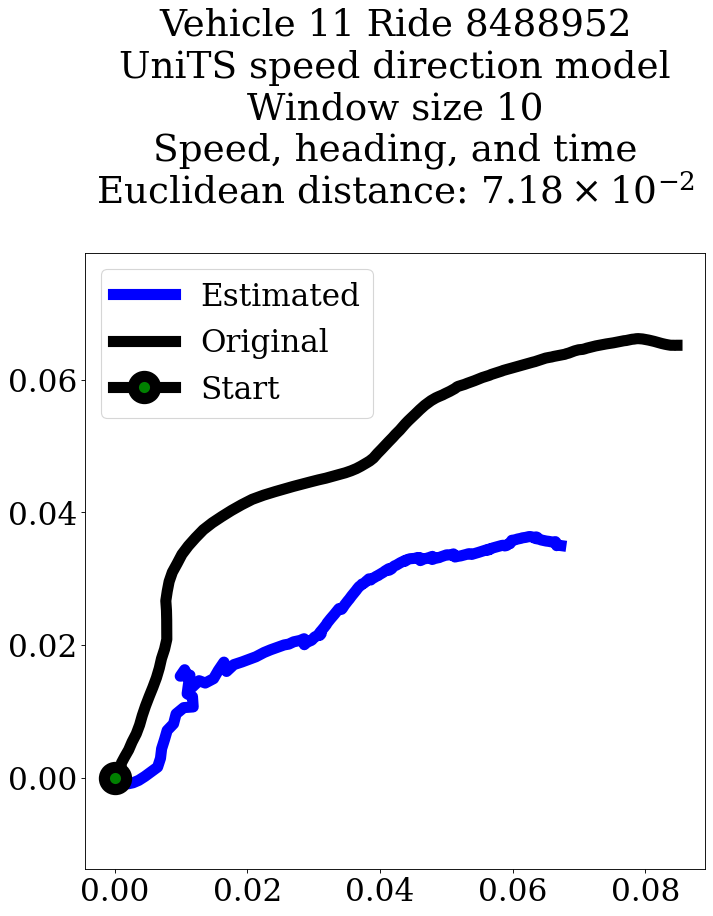 Vehicle 11 Ride 8488952
UniTS speed direction model
Window size 10
Speed, heading, and time
Euclidean distance: 7.18 × 10⁻²
Estimated
Original
Start
0.06
0.04
0.02
0.00
0.00 0.02 0.04 0.06 0.08